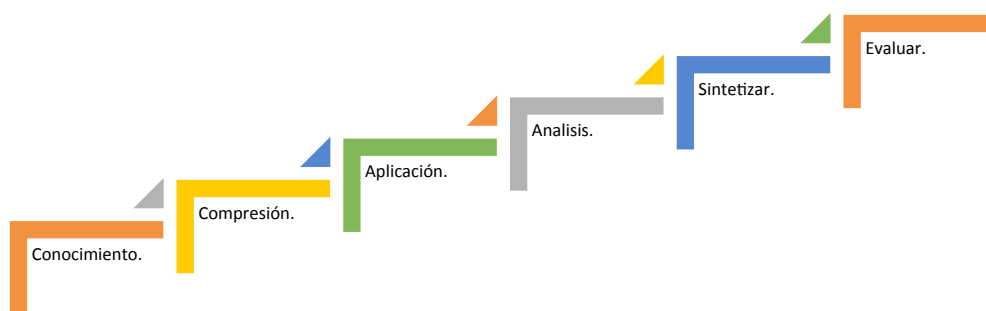 Conocimiento.
Compresión.
Aplicación.
Analisis.
Sintetizar.
Evaluar.